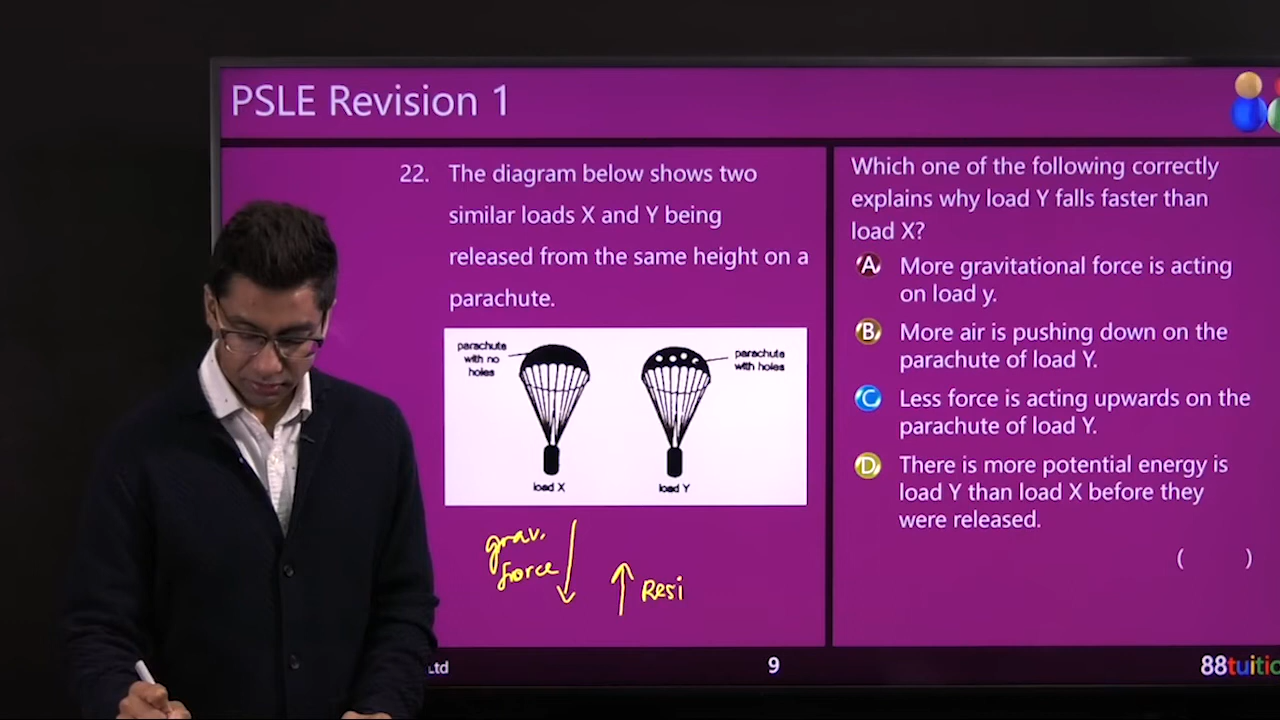 PSLE Revision 1
22. The diagram below shows two
similar loads X and Y being
released from the same height on a
parachute.
parachute
with no
holes
parachute
with holes
load X
load Y
grav.
force
Resi
Which one of the following correctly
explains why load Y falls faster than
load X?
A More gravitational force is acting
on load y.
B More air is pushing down on the
parachute of load Y.
C Less force is acting upwards on the
parachute of load Y.
D There is more potential energy is
load Y than load X before they
were released.
( )
Ltd
9
88tuitio